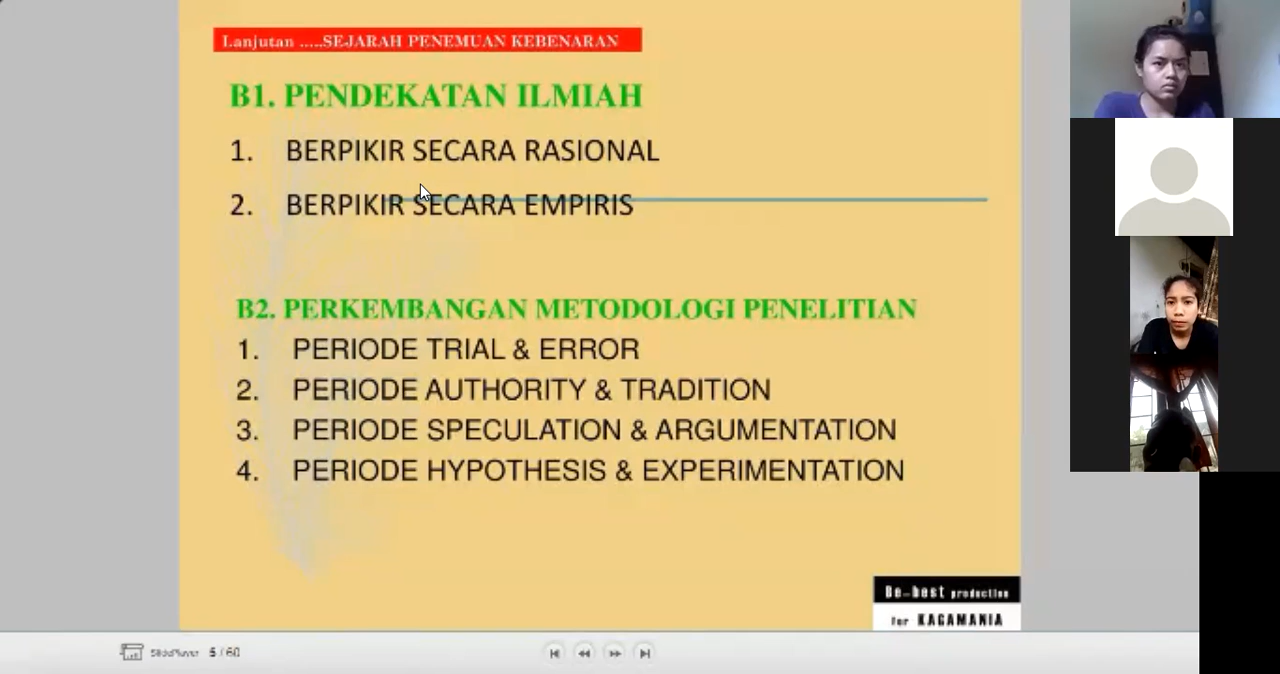 Lanjutan .....SEJARAH PENEMUAN KEBENARAN
B1. PENDEKATAN ILMIAH
1. BERPIKIR SECARA RASIONAL
2. BERPIKIR SECARA EMPIRIS
B2. PERKEMBANGAN METODOLOGI PENELITIAN
1. PERIODE TRIAL & ERROR
2. PERIODE AUTHORITY & TRADITION
3. PERIODE SPECULATION & ARGUMENTATION
4. PERIODE HYPOTHESIS & EXPERIMENTATION
Be-best production
for KAGAMANIA
SlidePlayer 5 / 60